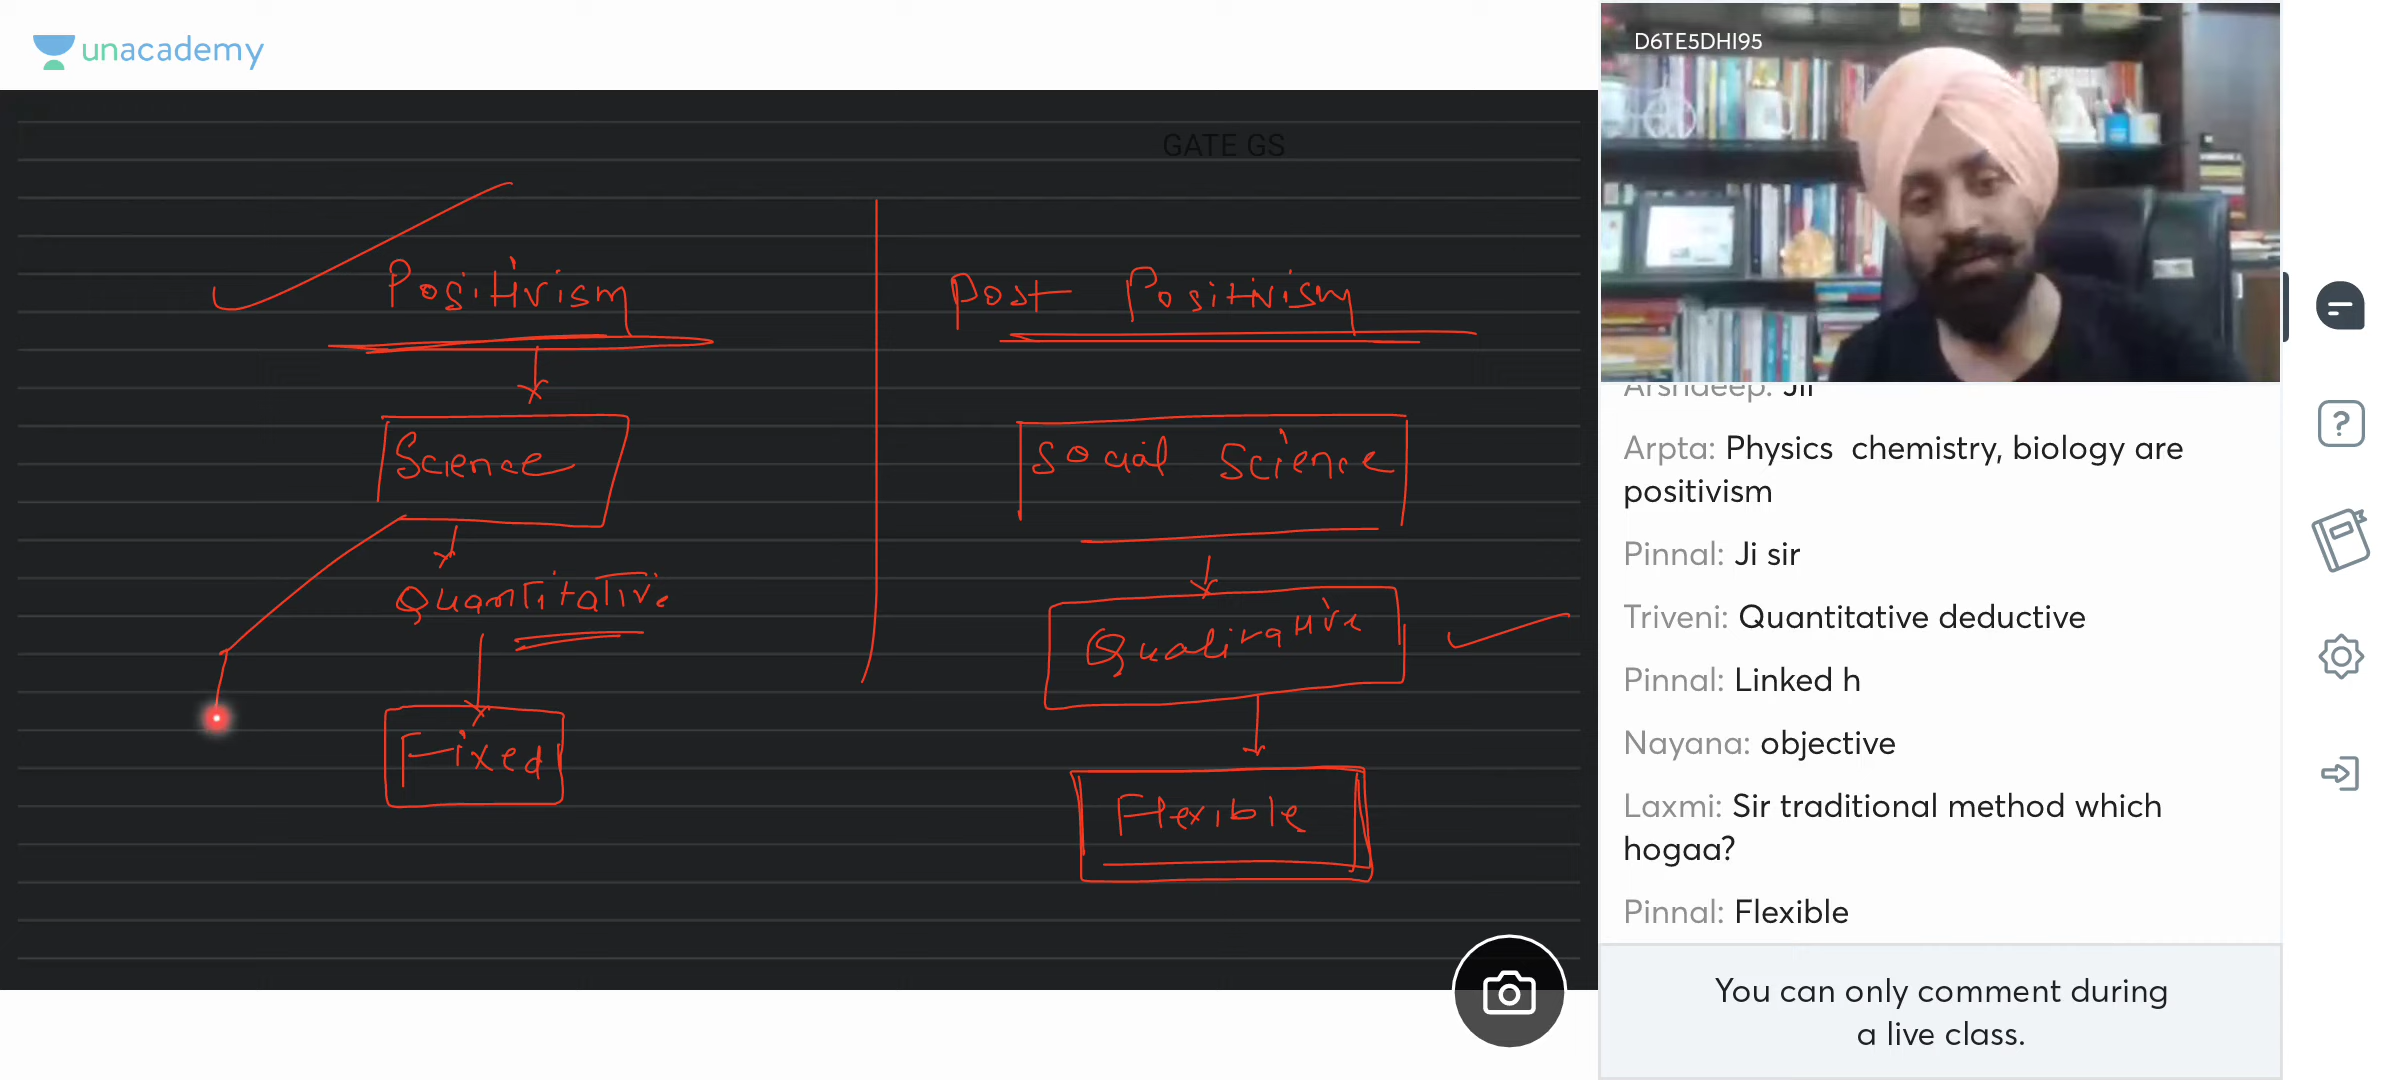 unacademy
GATE GS
Positivism
Science
Quantitative
Fixed
Post Positivism
Social Science
Qualitative
Flexible
D6TE5DHI95
Arshdeep: Jii
Arpta: Physics chemistry, biology are
positivism
Pinnal: Ji sir
Triveni: Quantitative deductive
Pinnal: Linked h
Nayana: objective
Laxmi: Sir traditional method which
hogaa?
Pinnal: Flexible
You can only comment during
a live class.
?